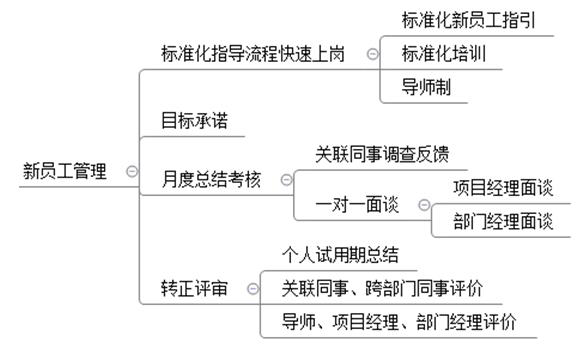 标准化新员工指引
标准化指导流程快速上岗
标准化培训
导师制
目标承诺
关联同事调查反馈
新员工管理
月度总结考核
项目经理面谈
一对一面谈
部门经理面谈
个人试用期总结
转正评审
关联同事、跨部门同事评价
导师、项目经理、部门经理评价